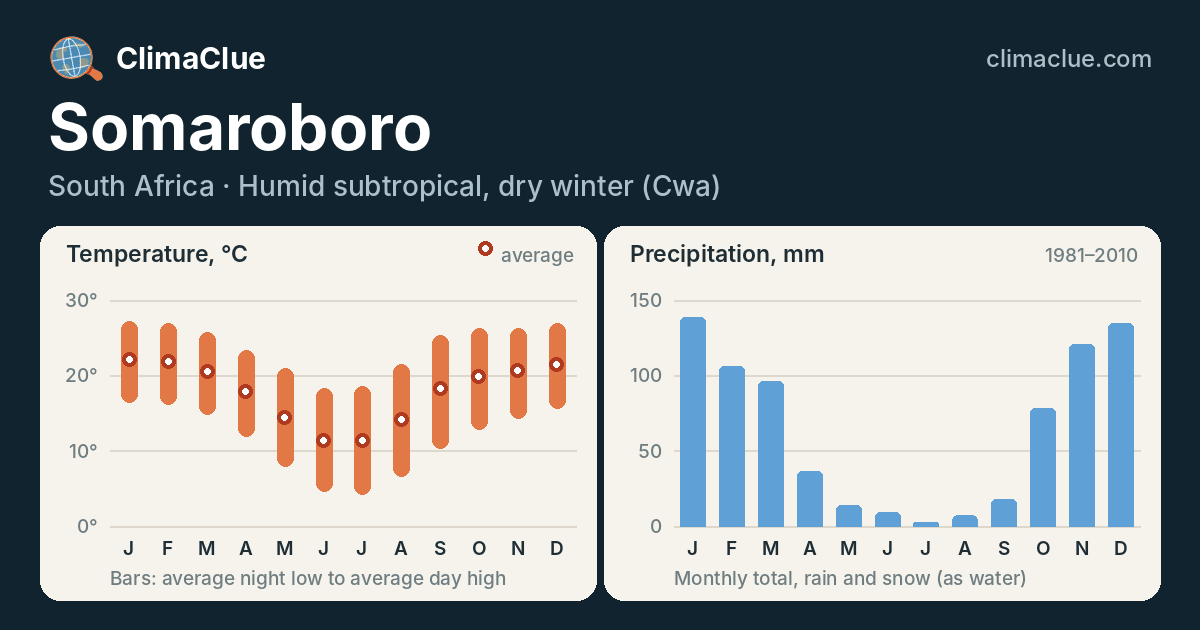 ClimaClue
climaclue.com
Somaroboro
South Africa · Humid subtropical, dry winter (Cwa)
Temperature, °C
average
30°
20°
10°
0°
J F M A M J J A S O N D
Bars: average night low to average day high
Precipitation, mm
1981–2010
150
100
50
0
J F M A M J J A S O N D
Monthly total, rain and snow (as water)